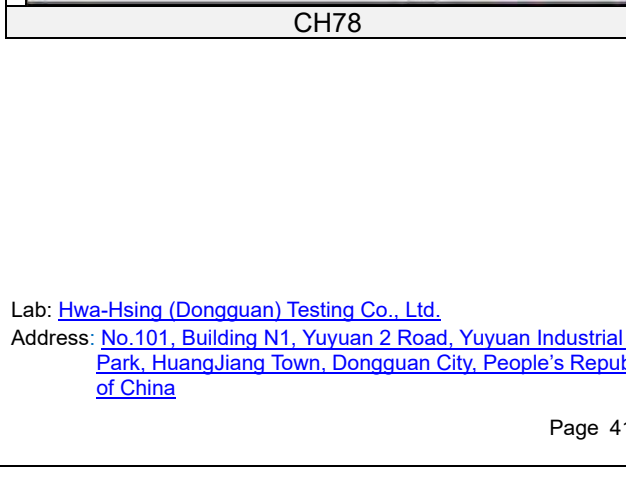 CH78
Lab: Hwa-Hsing (Dongguan) Testing Co., Ltd.
Address: No.101, Building N1, Yuyuan 2 Road, Yuyuan Industrial
Park, HuangJiang Town, Dongguan City, People’s
of China
Page